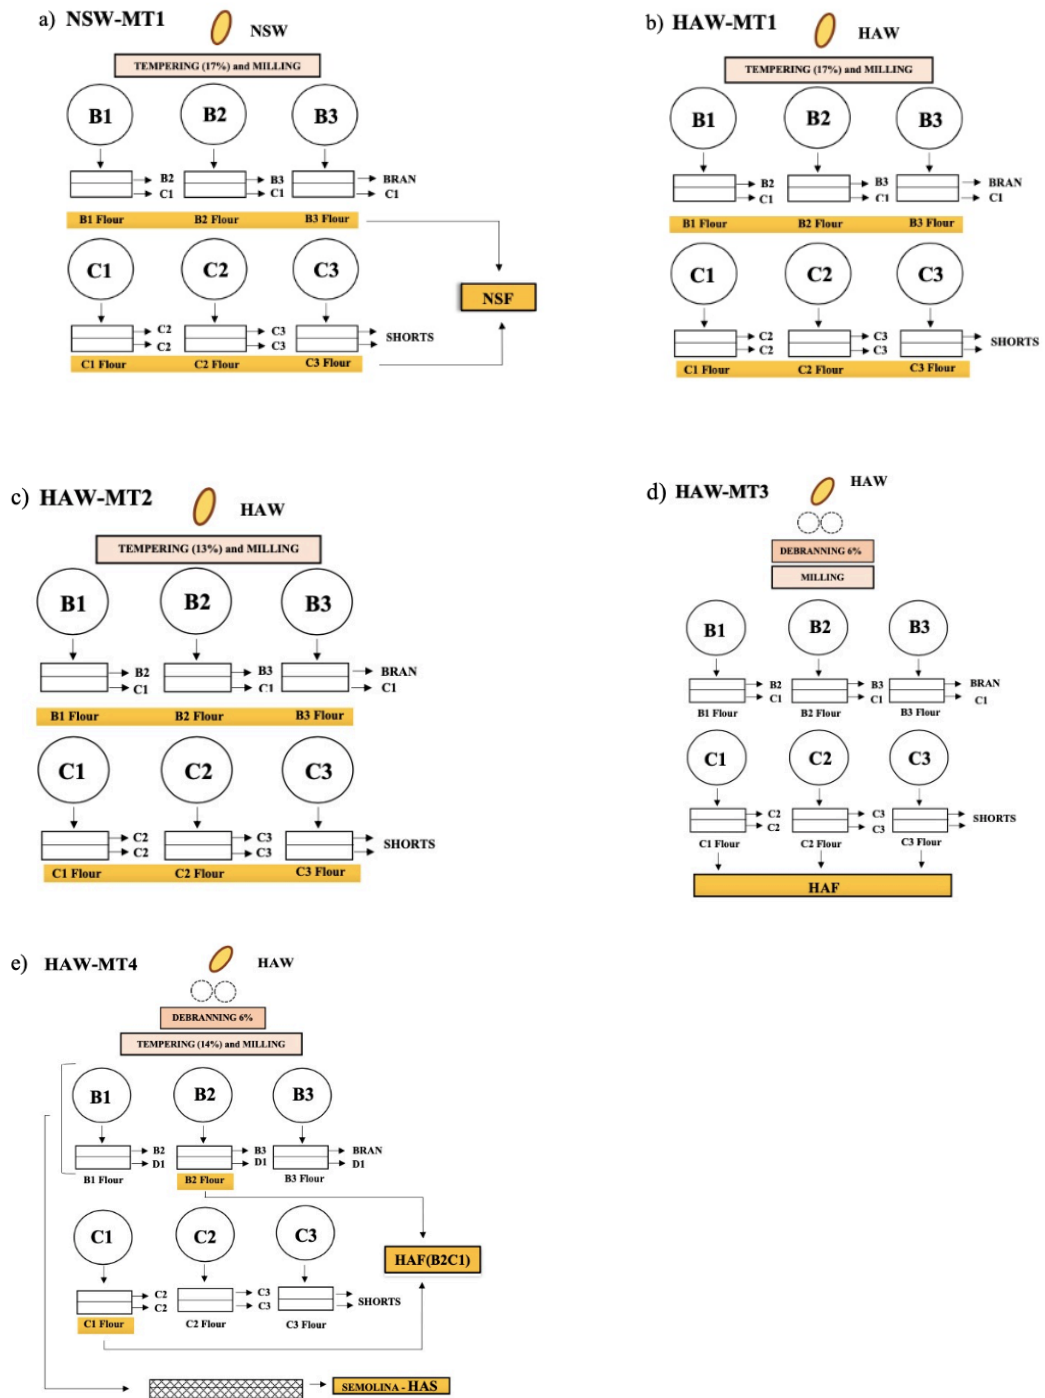 a) NSW-MT1
NSW
TEMPERING (17%) and MILLING
B1 B2 B3
B2 B3 BRAN
C1 C1 C1
B1 Flour B2 Flour B3 Flour
C1 C2 C3
C2 C3 SHORTS
C2 C3
C1 Flour C2 Flour C3 Flour
NSF
b) HAW-MT1
HAW
TEMPERING (17%) and MILLING
B1 B2 B3
B2 B3 BRAN
C1 C1 C1
B1 Flour B2 Flour B3 Flour
C1 C2 C3
C2 C3 SHORTS
C2 C3
C1 Flour C2 Flour C3 Flour
c) HAW-MT2
HAW
TEMPERING (13%) and MILLING
B1 B2 B3
B2 B3 BRAN
C1 C1 C1
B1 Flour B2 Flour B3 Flour
C1 C2 C3
C2 C3 SHORTS
C2 C3
C1 Flour C2 Flour C3 Flour
d) HAW-MT3
HAW
DEBRANNING 6%
MILLING
B1 B2 B3
B2 B3 BRAN
C1 C1 C1
B1 Flour B2 Flour B3 Flour
C1 C2 C3
C2 C3 SHORTS
C2 C3
C1 Flour C2 Flour C3 Flour
HAF
e) HAW-MT4
HAW
DEBRANNING 6%
TEMPERING (14%) and MILLING
B1 B2 B3
B2 B3 BRAN
D1 D1 D1
B1 Flour B2 Flour B3 Flour
C1 C2 C3
C2 C3 SHORTS
C2 C3
C1 Flour C2 Flour C3 Flour
HAF(B2C1)
SEMOLINA - HAS